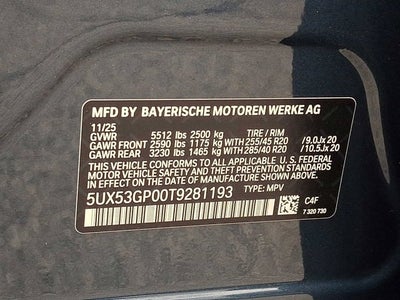 MFD BY BAYERISCHE MOTOREN WERKE AG
11/25
GVWR 5512 lbs 2500 kg TIRE / RIM
GAWR FRONT 2590 lbs 1175 kg WITH 255/45 R20 /9.0Jx 20
GAWR REAR 3230 lbs 1465 kg WITH 285/40 R20 /10.5Jx 20
THIS VEHICLE CONFORMS TO ALL APPLICABLE U.S. FEDERAL
MOTOR VEHICLE SAFETY, BUMPER, AND THEFT PREVENTION STANDARDS
IN EFFECT ON THE DATE OF MANUFACTURE SHOWN ABOVE.
5UX53GP00T9281193 TYPE: MPV
C4F
7 320 730